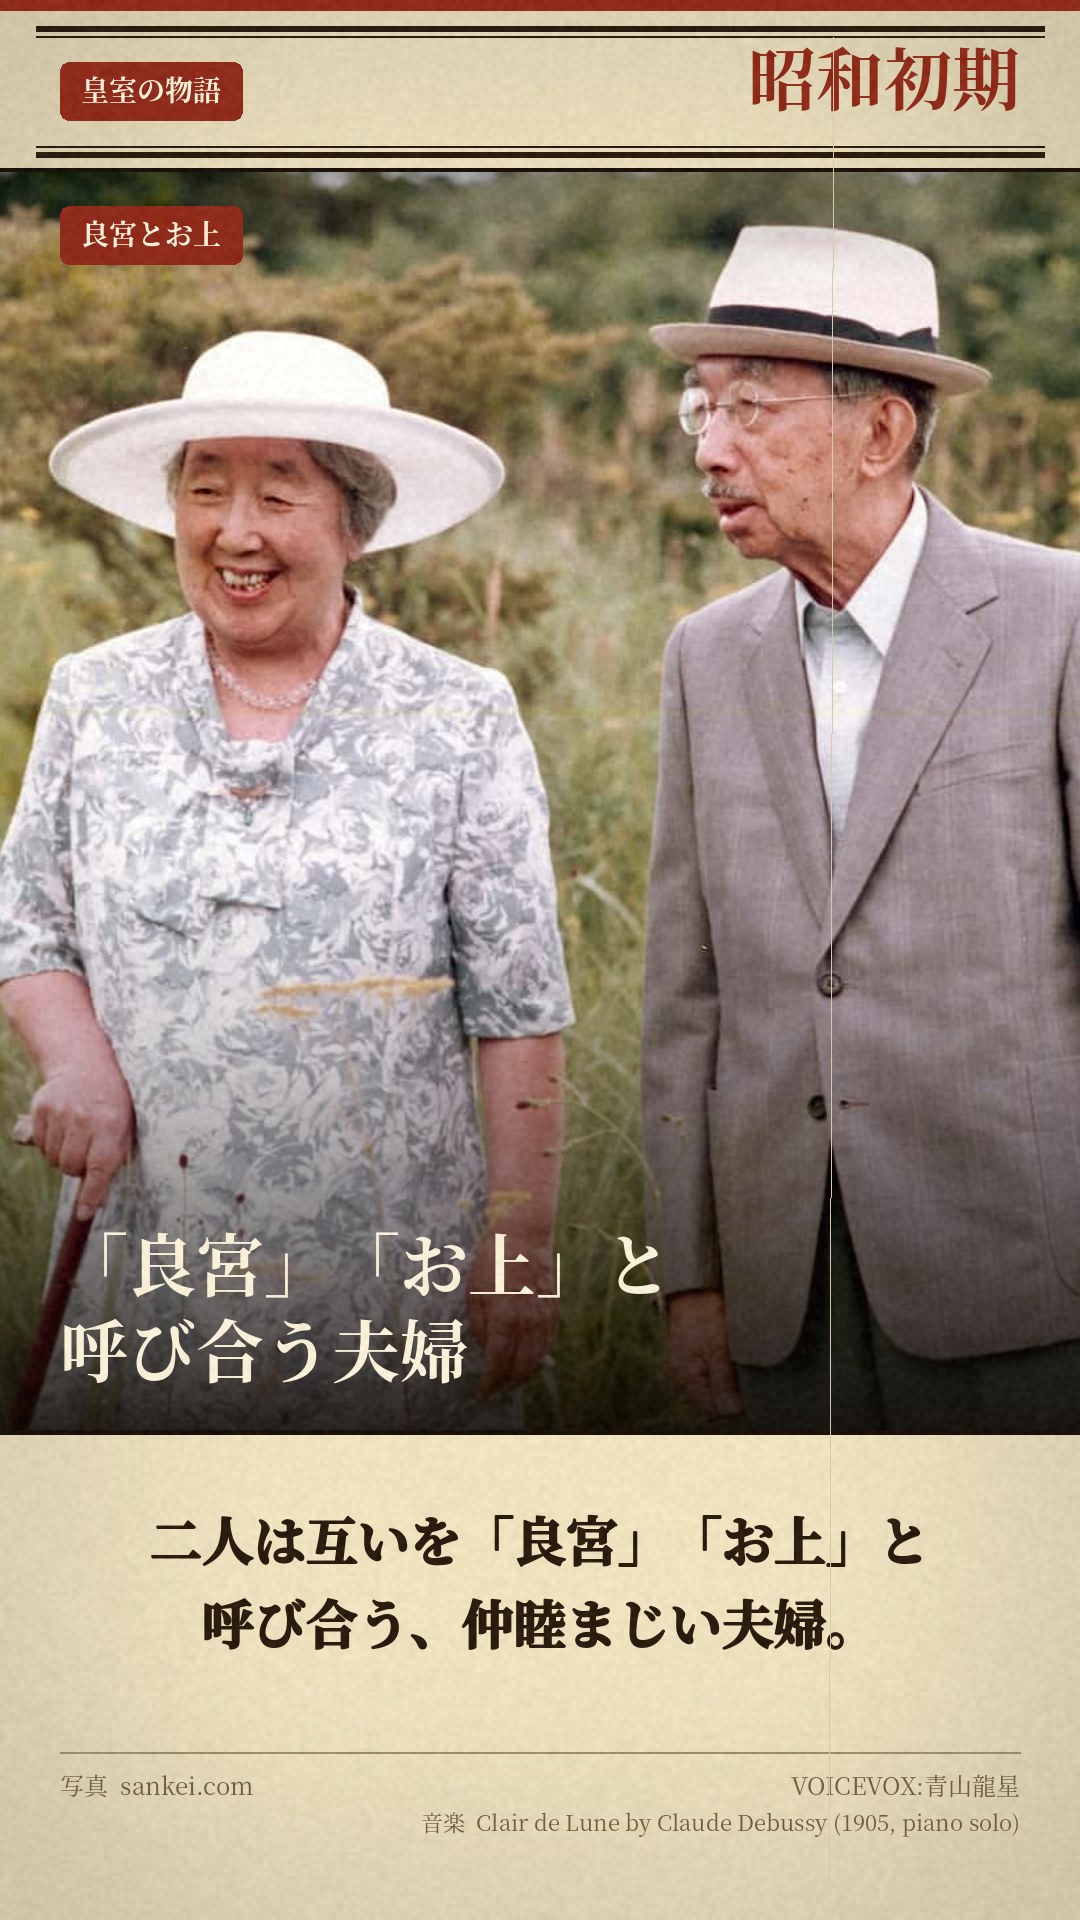 皇室の物語
昭和初期
良宮とお上
「良宮」「お上」と
呼び合う夫婦
二人は互いを「良宮」「お上」と
呼び合う、仲睦まじい夫婦。
写真 sankei.com
VOICEVOX:青山龍星
音楽 Clair de Lune by Claude Debussy (1905, piano solo)